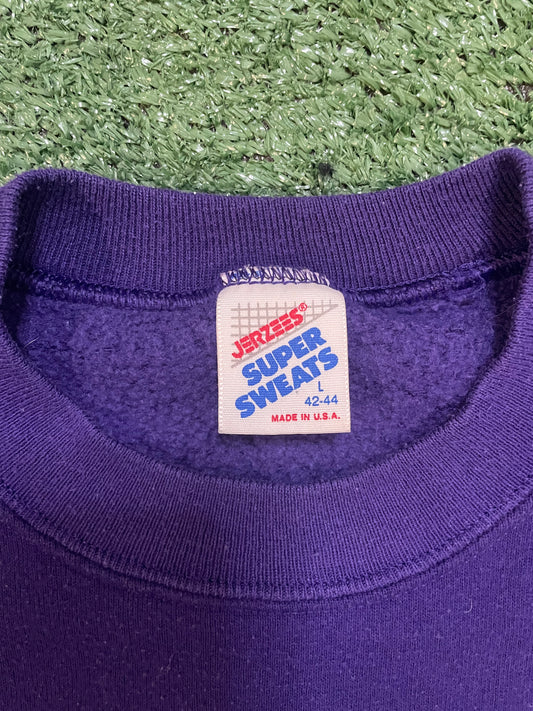 JERZEES®
SUPER
SWEATS
L
42-44
MADE IN U.S.A.